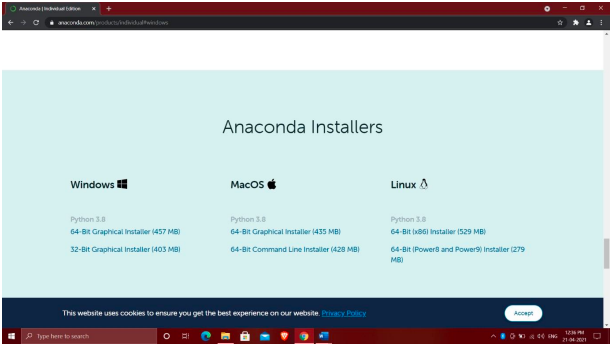 Anaconda | Individual Edition
anaconda.com/products/individual#windows
Anaconda Installers
Windows
Python 3.8
64-Bit Graphical Installer (457 MB)
32-Bit Graphical Installer (403 MB)
MacOS
Python 3.8
64-Bit Graphical Installer (435 MB)
64-Bit Command Line Installer (428 MB)
Linux
Python 3.8
64-Bit (x86) Installer (529 MB)
64-Bit (Power8 and Power9) Installer (279
MB)
This website uses cookies to ensure you get the best experience on our website. Privacy Policy
Accept
Type here to search
ENG
12:36 PM
21-04-2021